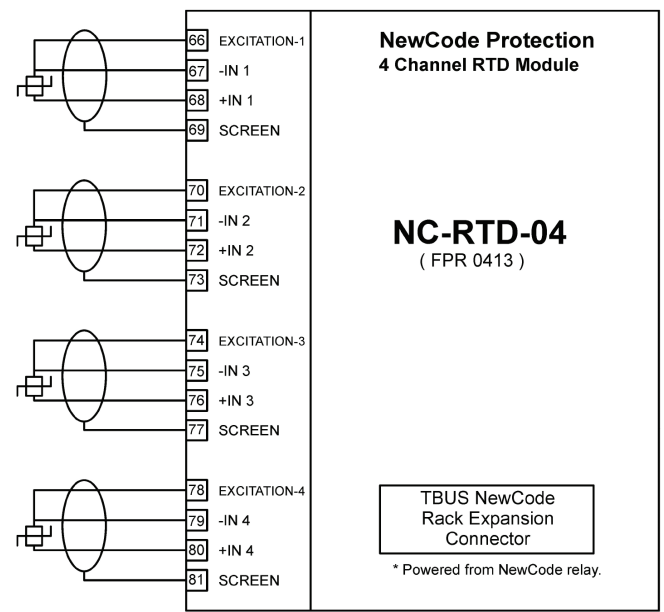 66 EXCITATION-1
67 -IN 1
68 +IN 1
69 SCREEN
70 EXCITATION-2
71 -IN 2
72 +IN 2
73 SCREEN
74 EXCITATION-3
75 -IN 3
76 +IN 3
77 SCREEN
78 EXCITATION-4
79 -IN 4
80 +IN 4
81 SCREEN
NewCode Protection
4 Channel RTD Module
NC-RTD-04
( FPR 0413 )
TBUS NewCode
Rack Expansion
Connector
* Powered from NewCode relay.